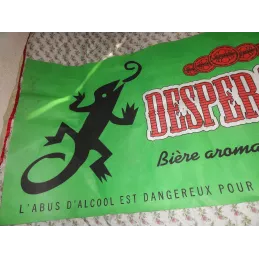 DESPER
Bière aroma
L'ABUS D'ALCOOL EST DANGEREUX POUR